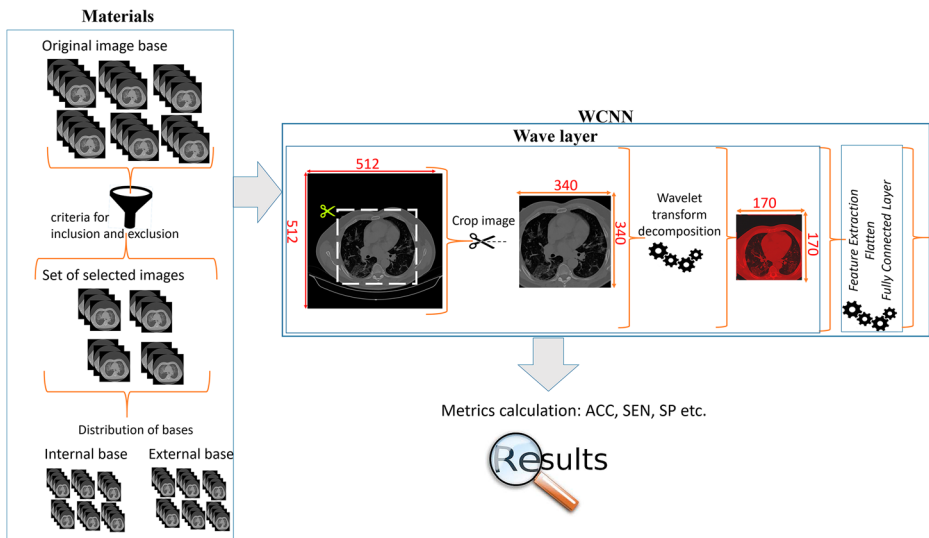 Materials
Original image base
criteria for
inclusion and exclusion
Set of selected images
Distribution of bases
Internal base
External base
WCNN
Wave layer
512
512
Crop image
340
340
Wavelet
transform
decomposition
170
170
Feature Extraction
Flatten
Fully Connected Layer
Metrics calculation: ACC, SEN, SP etc.
Results